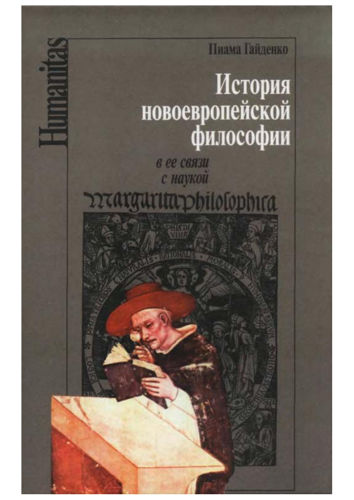 Humanitas
Пиама Гайденко
История
новоевропейской
философии
в ее связи
с наукой
Margarita Philosophica